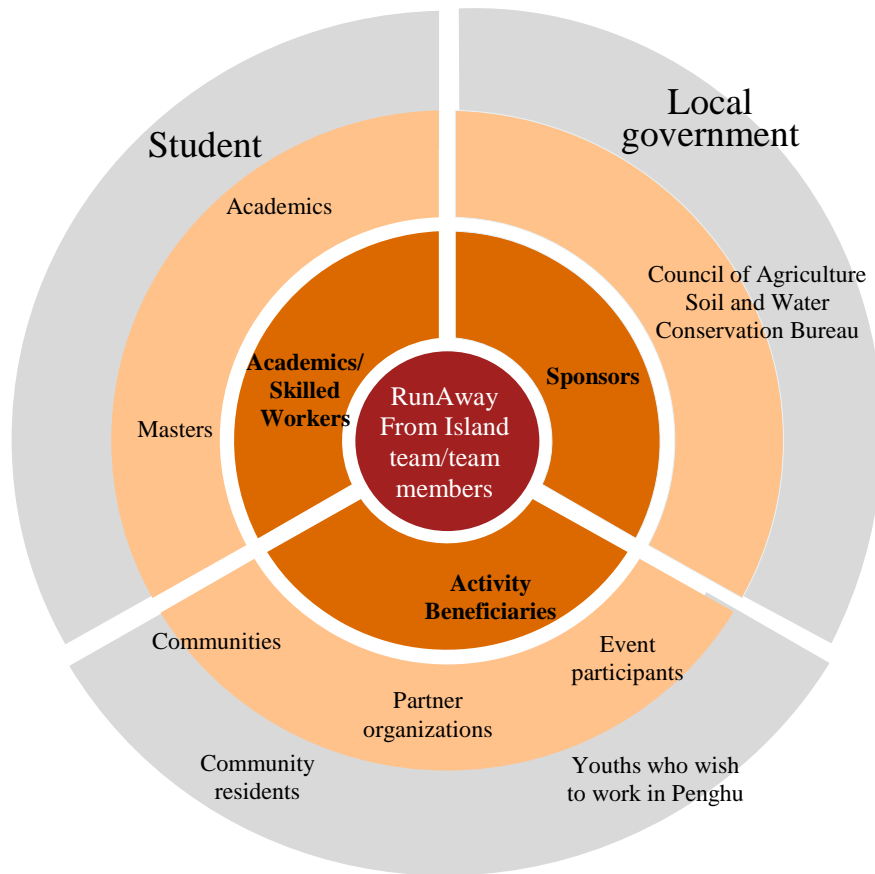 Student
Local
government
Academics
Council of Agriculture
Soil and Water
Conservation Bureau
Academics/
Skilled
Workers
Sponsors
RunAway
From Island
team/team
members
Masters
Activity
Beneficiaries
Communities
Event
participants
Partner
organizations
Community
residents
Youths who wish
to work in Penghu